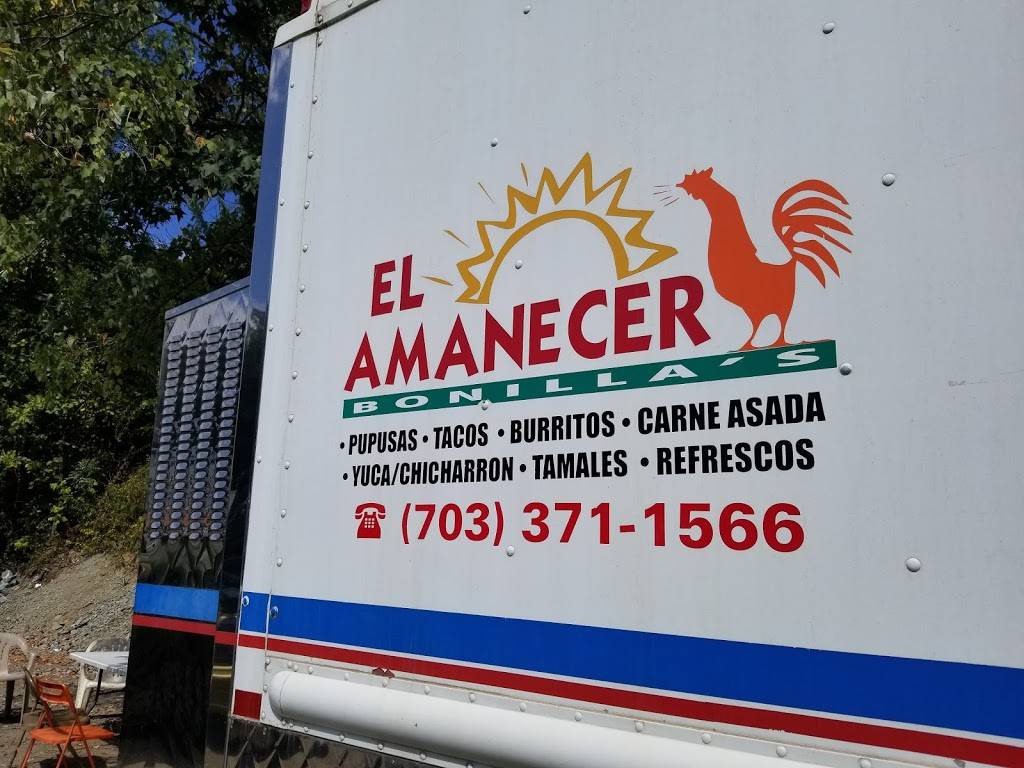 EL
AMANECER
BONILLA'S
• PUPUSAS • TACOS • BURRITOS • CARNE ASADA
• YUCA/CHICHARRON • TAMALES • REFRESCOS
☎ (703) 371-1566